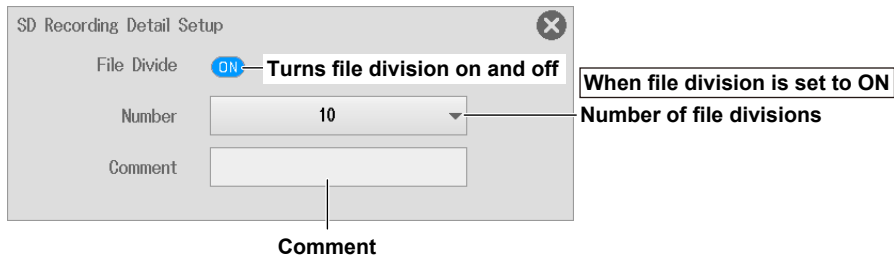 SD Recording Detail Setup
File Divide ON Turns file division on and off
When file division is set to ON
Number 10 Number of file divisions
Comment
Comment